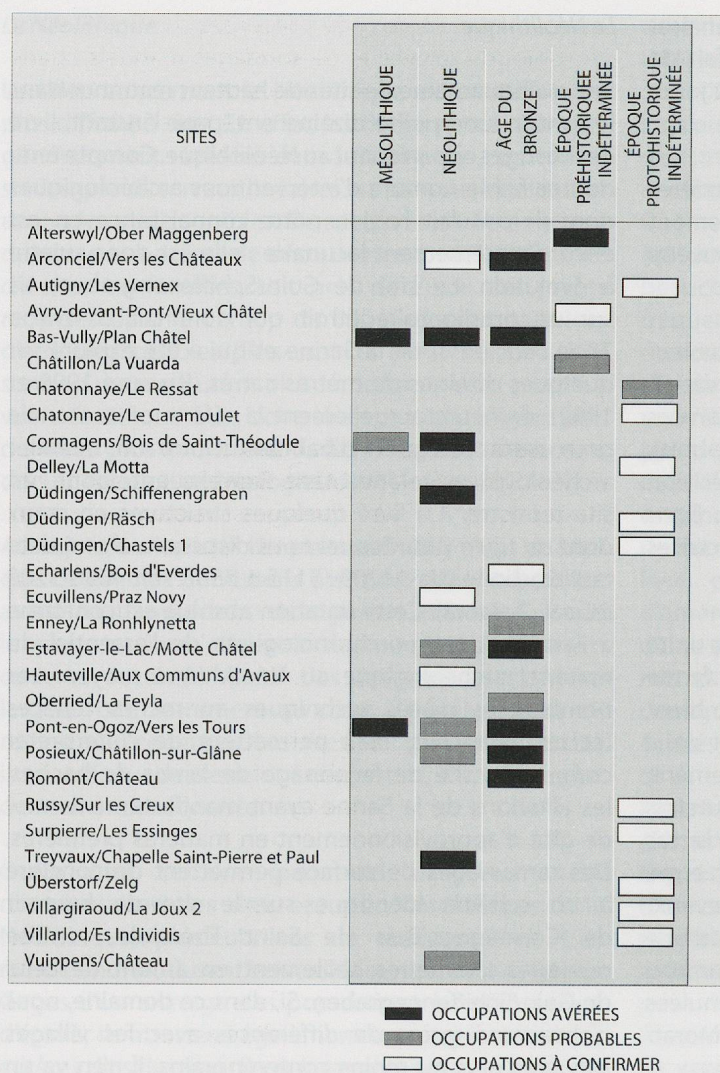 SITES
MÉSOLITHIQUE
NÉOLITHIQUE
ÂGE DU
BRONZE
ÉPOQUE
PRÉHISTORIQUEE
INDÉTERMINÉE
ÉPOQUE
PROTOHISTORIQUE
INDÉTERMINÉE
Alterswyl/Ober Maggenberg
Arconciel/Vers les Châteaux
Autigny/Les Vernex
Avry-devant-Pont/Vieux Châtel
Bas-Vully/Plan Châtel
Châtillon/La Vuarda
Chatonnaye/Le Ressat
Chatonnaye/Le Caramoulet
Cormagens/Bois de Saint-Théodule
Delley/La Motta
Düdingen/Schiffenengraben
Düdingen/Räsch
Düdingen/Chastels
Echarlens/Bois d'Everdes
Ecuvillens/Praz Novy
Enney/La Ronhlynetta
Estavayer-le-Lac/Motte Châtel
Hauteville/Aux Communs d'Avaux
Oberried/La Feyla
Pont-en-Ogoz/Vers les Tours
Posieux/Châtillon-sur-Glâne
Romont/Château
Russy/Sur les Creux
Surpierre/Les Essinges
Treyvaux/Chapelle Saint-Pierre et Paul
Überstorf/Zelg
Villargiraoud/La Joux 2
Villarlod/Es Individis
Vuippens/Château
OCCUPATIONS AVÉRÉES
OCCUPATIONS PROBABLES
OCCUPATIONS À CONFIRMER